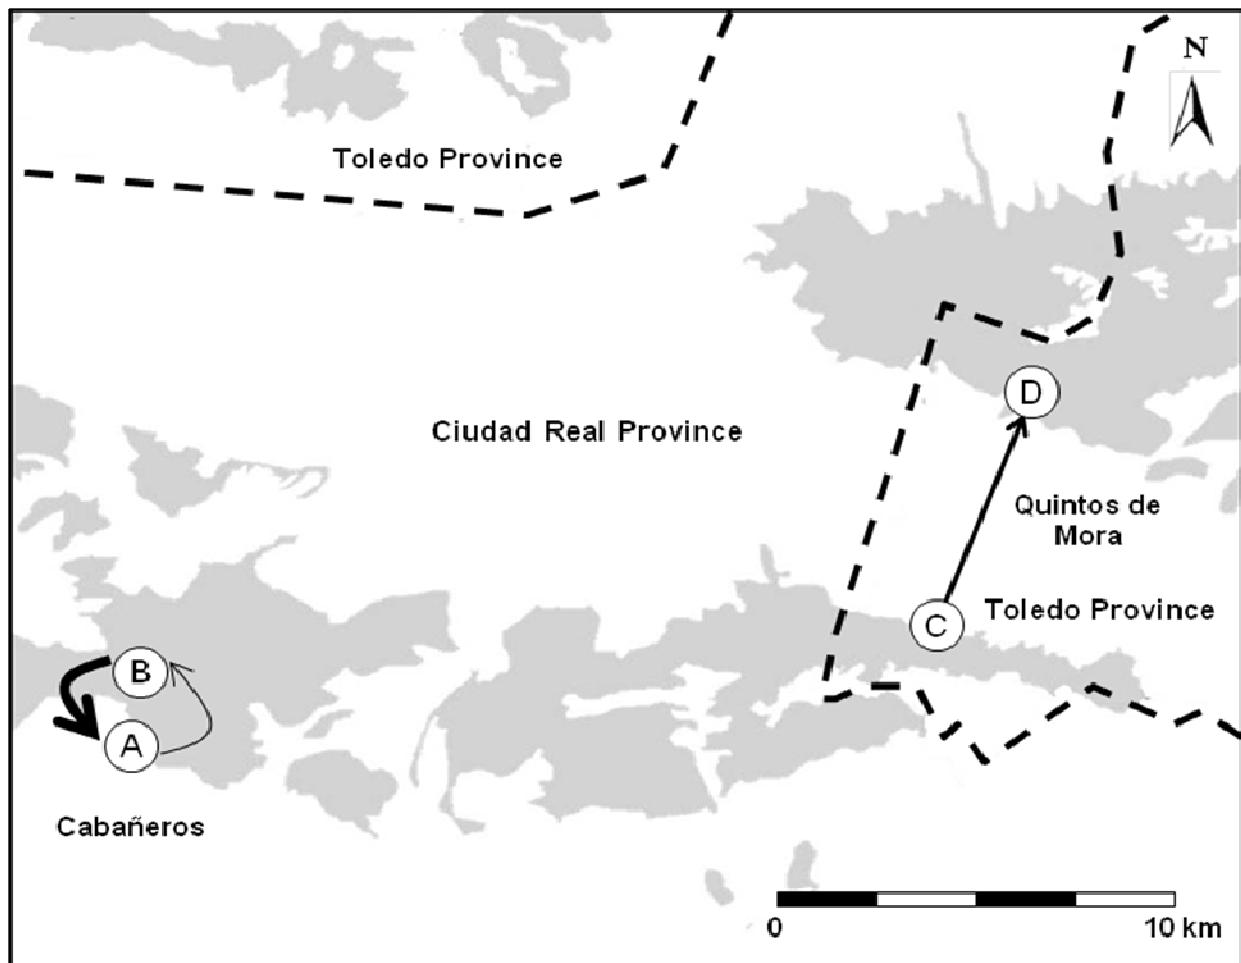 N
Toledo Province
D
Ciudad Real Province
Quintos de
Mora
Toledo Province
C
B
A
Cabañeros
0
10 km